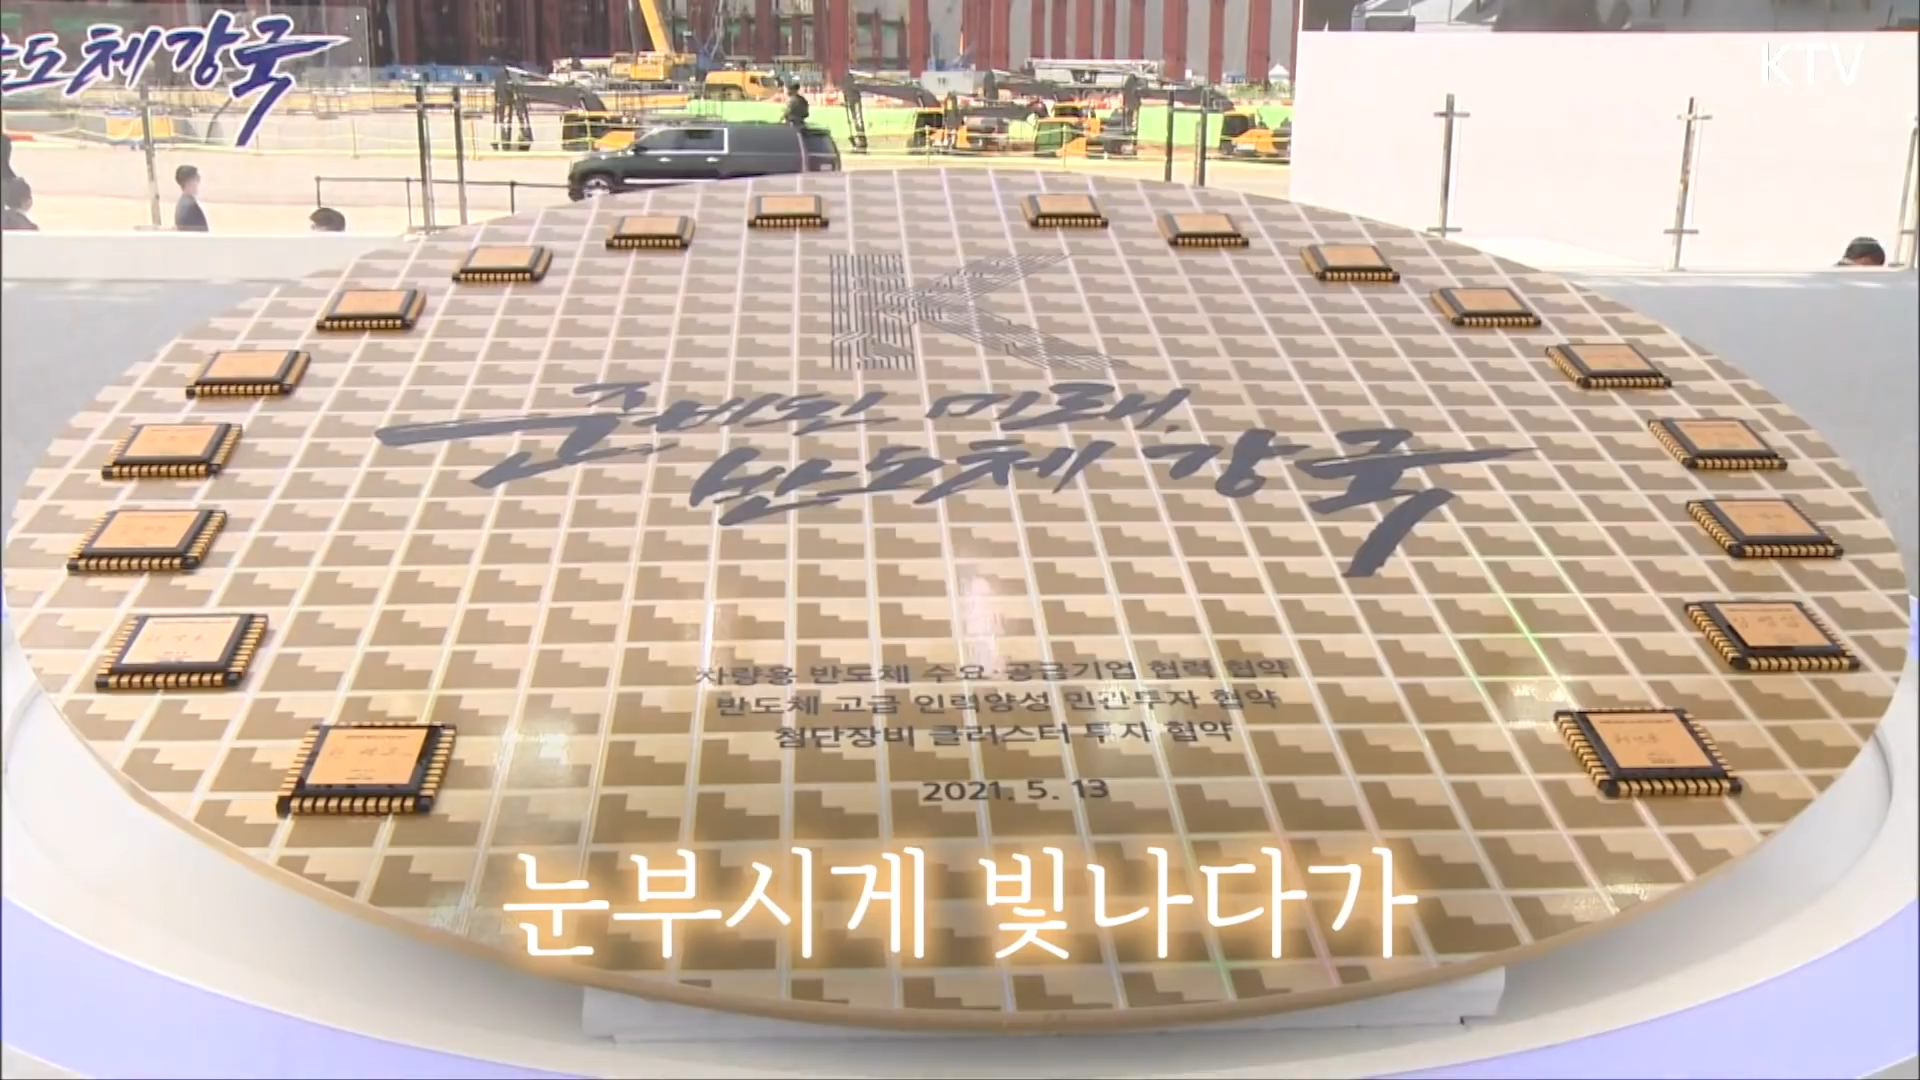 반도체강국
KTV
K
준비된 미래,
반도체 강국
차량용 반도체 수요·공급기업 협력 협약
반도체 고급 인력양성 민간투자 협약
첨단장비 클러스터 투자 협약
2021. 5. 13
눈부시게 빛나다가